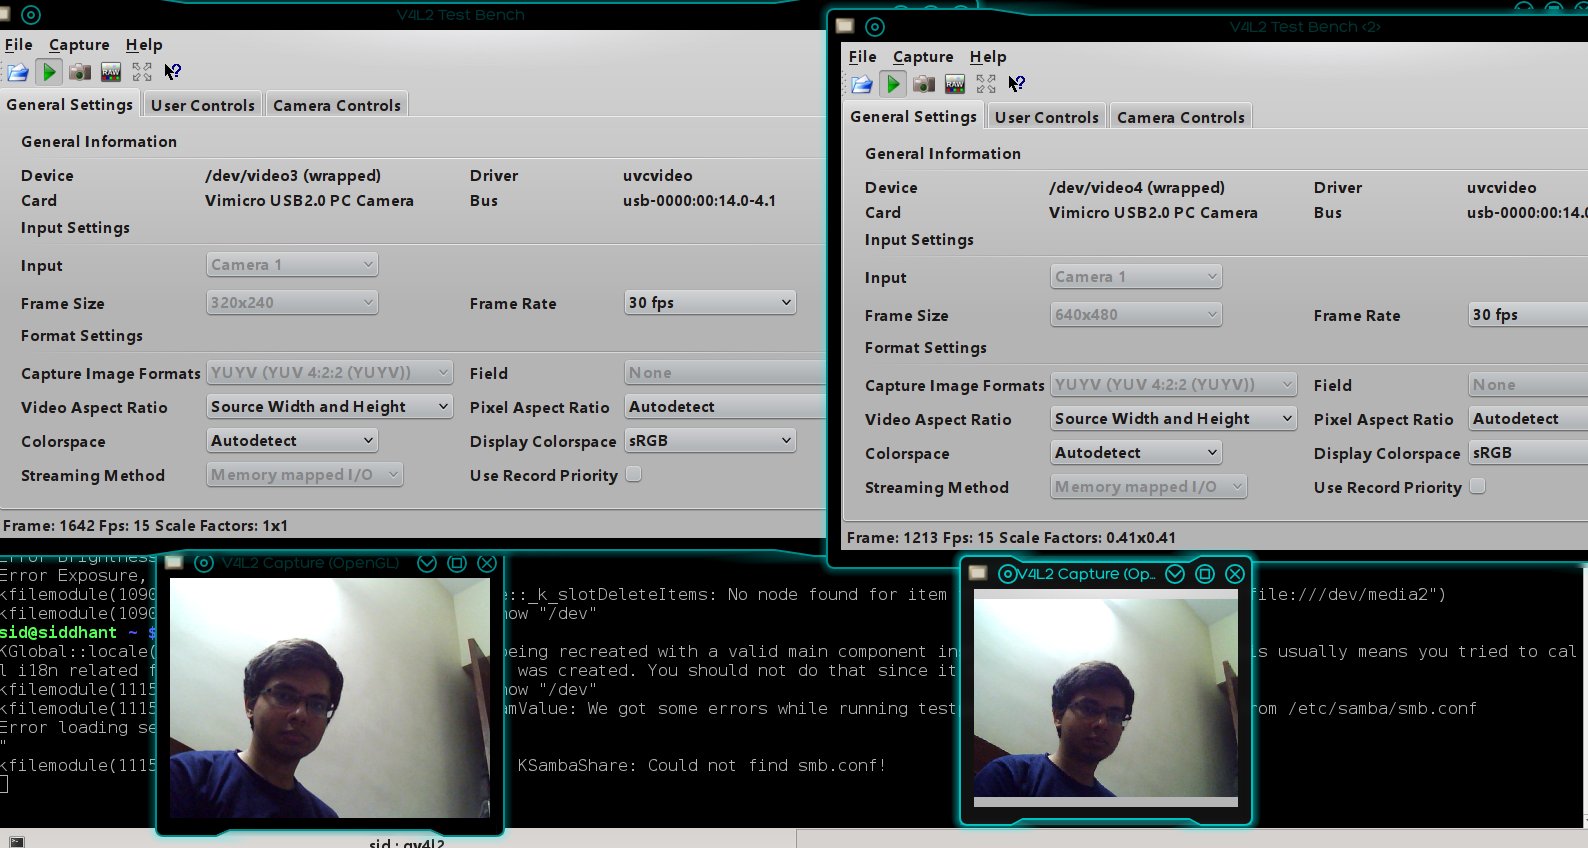 V4L2 Test Bench
File Capture Help
RAW
General Settings User Controls Camera Controls
General Information
Device /dev/video3 (wrapped) Driver uvcvideo
Card Vimicro USB2.0 PC Camera Bus usb-0000:00:14.0-4.1
Input Settings
Input Camera 1
Frame Size 320x240 Frame Rate 30 fps
Format Settings
Capture Image Formats YUYV (YUV 4:2:2 (YUYV)) Field None
Video Aspect Ratio Source Width and Height Pixel Aspect Ratio Autodetect
Colorspace Autodetect Display Colorspace sRGB
Streaming Method Memory mapped I/O Use Record Priority
Frame: 1642 Fps: 15 Scale Factors: 1x1
V4L2 Test Bench <2>
File Capture Help
RAW
General Settings User Controls Camera Controls
General Information
Device /dev/video4 (wrapped) Driver uvcvideo
Card Vimicro USB2.0 PC Camera Bus usb-0000:00:14.0
Input Settings
Input Camera 1
Frame Size 640x480 Frame Rate 30 fps
Format Settings
Capture Image Formats YUYV (YUV 4:2:2 (YUYV)) Field None
Video Aspect Ratio Source Width and Height Pixel Aspect Ratio Autodetect
Colorspace Autodetect Display Colorspace sRGB
Streaming Method Memory mapped I/O Use Record Priority
Frame: 1213 Fps: 15 Scale Factors: 0.41x0.41
V4L2 Capture (OpenGL)
V4L2 Capture (Op...
Error Brightness
Error Exposure,
kfilemodule(1090 e::_k_slotDeleteItems: No node found for item file:///dev/media2")
kfilemodule(1090 now "/dev"
sid@siddhant ~ $
KGlobal::locale( being recreated with a valid main component in is usually means you tried to cal
l i18n related f was created. You should not do that since it
kfilemodule(1115 now "/dev"
kfilemodule(1115 amValue: We got some errors while running test rom /etc/samba/smb.conf
Error loading se
"
kfilemodule(1115 KSambaShare: Could not find smb.conf!
sid : qv4l2